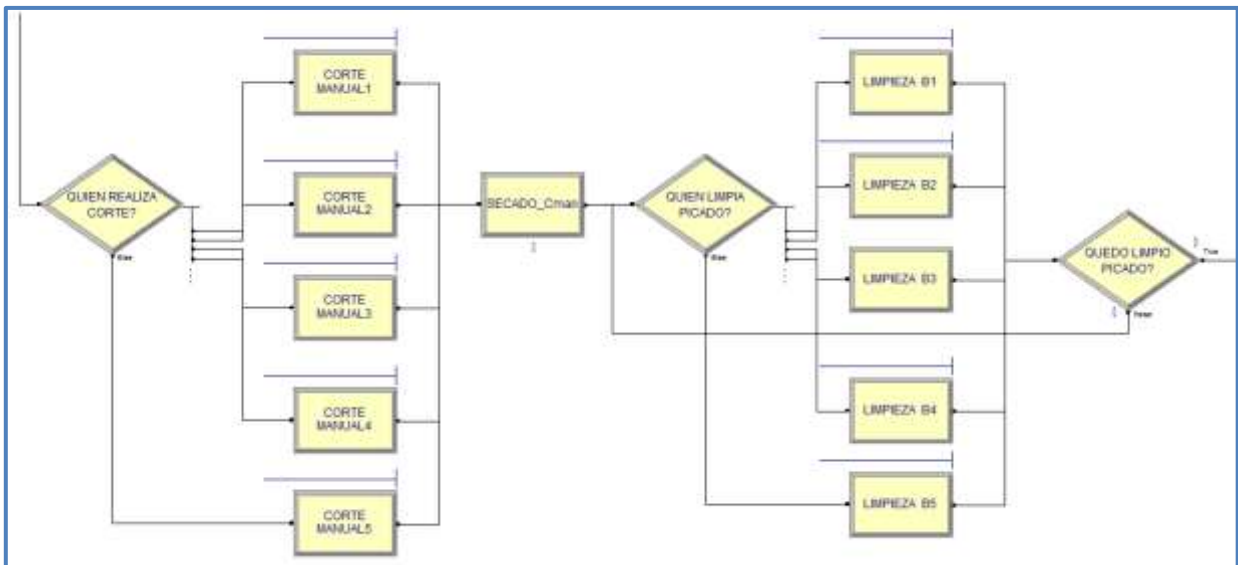 QUIEN REALIZA
CORTE?
Else
CORTE
MANUAL1
CORTE
MANUAL2
CORTE
MANUAL3
CORTE
MANUAL4
CORTE
MANUAL5
SECADO_Cman
QUIEN LIMPIA
PICADO?
Else
LIMPIEZA B1
LIMPIEZA B2
LIMPIEZA B3
LIMPIEZA B4
LIMPIEZA B5
QUEDO LIMPIO
PICADO?
True
False